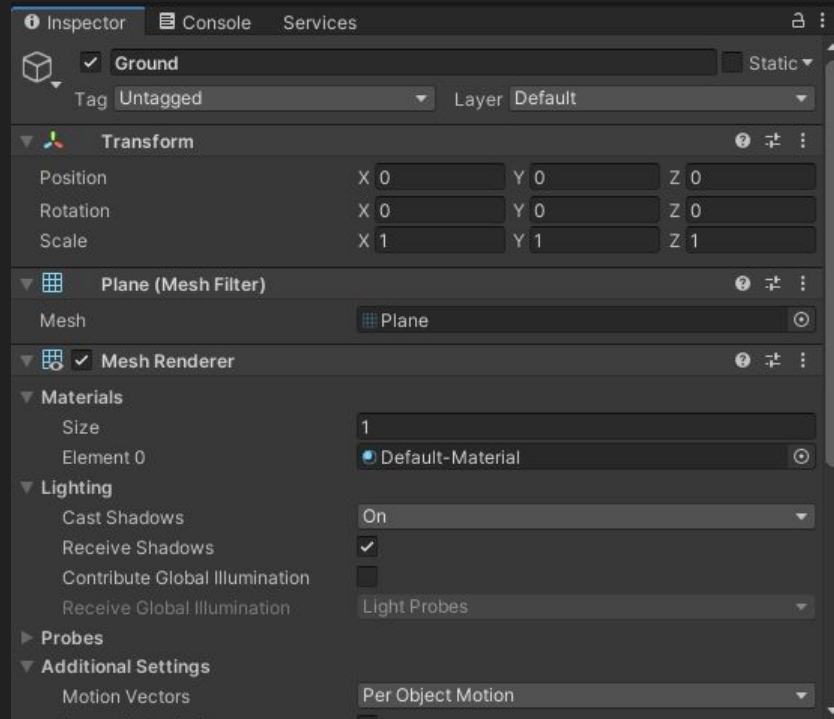 Inspector Console Services
Ground Static
Tag Untagged Layer Default
Transform
Position X 0 Y 0 Z 0
Rotation X 0 Y 0 Z 0
Scale X 1 Y 1 Z 1
Plane (Mesh Filter)
Mesh Plane
Mesh Renderer
Materials
Size 1
Element 0 Default-Material
Lighting
Cast Shadows On
Receive Shadows
Contribute Global Illumination
Receive Global Illumination Light Probes
Probes
Additional Settings
Motion Vectors Per Object Motion